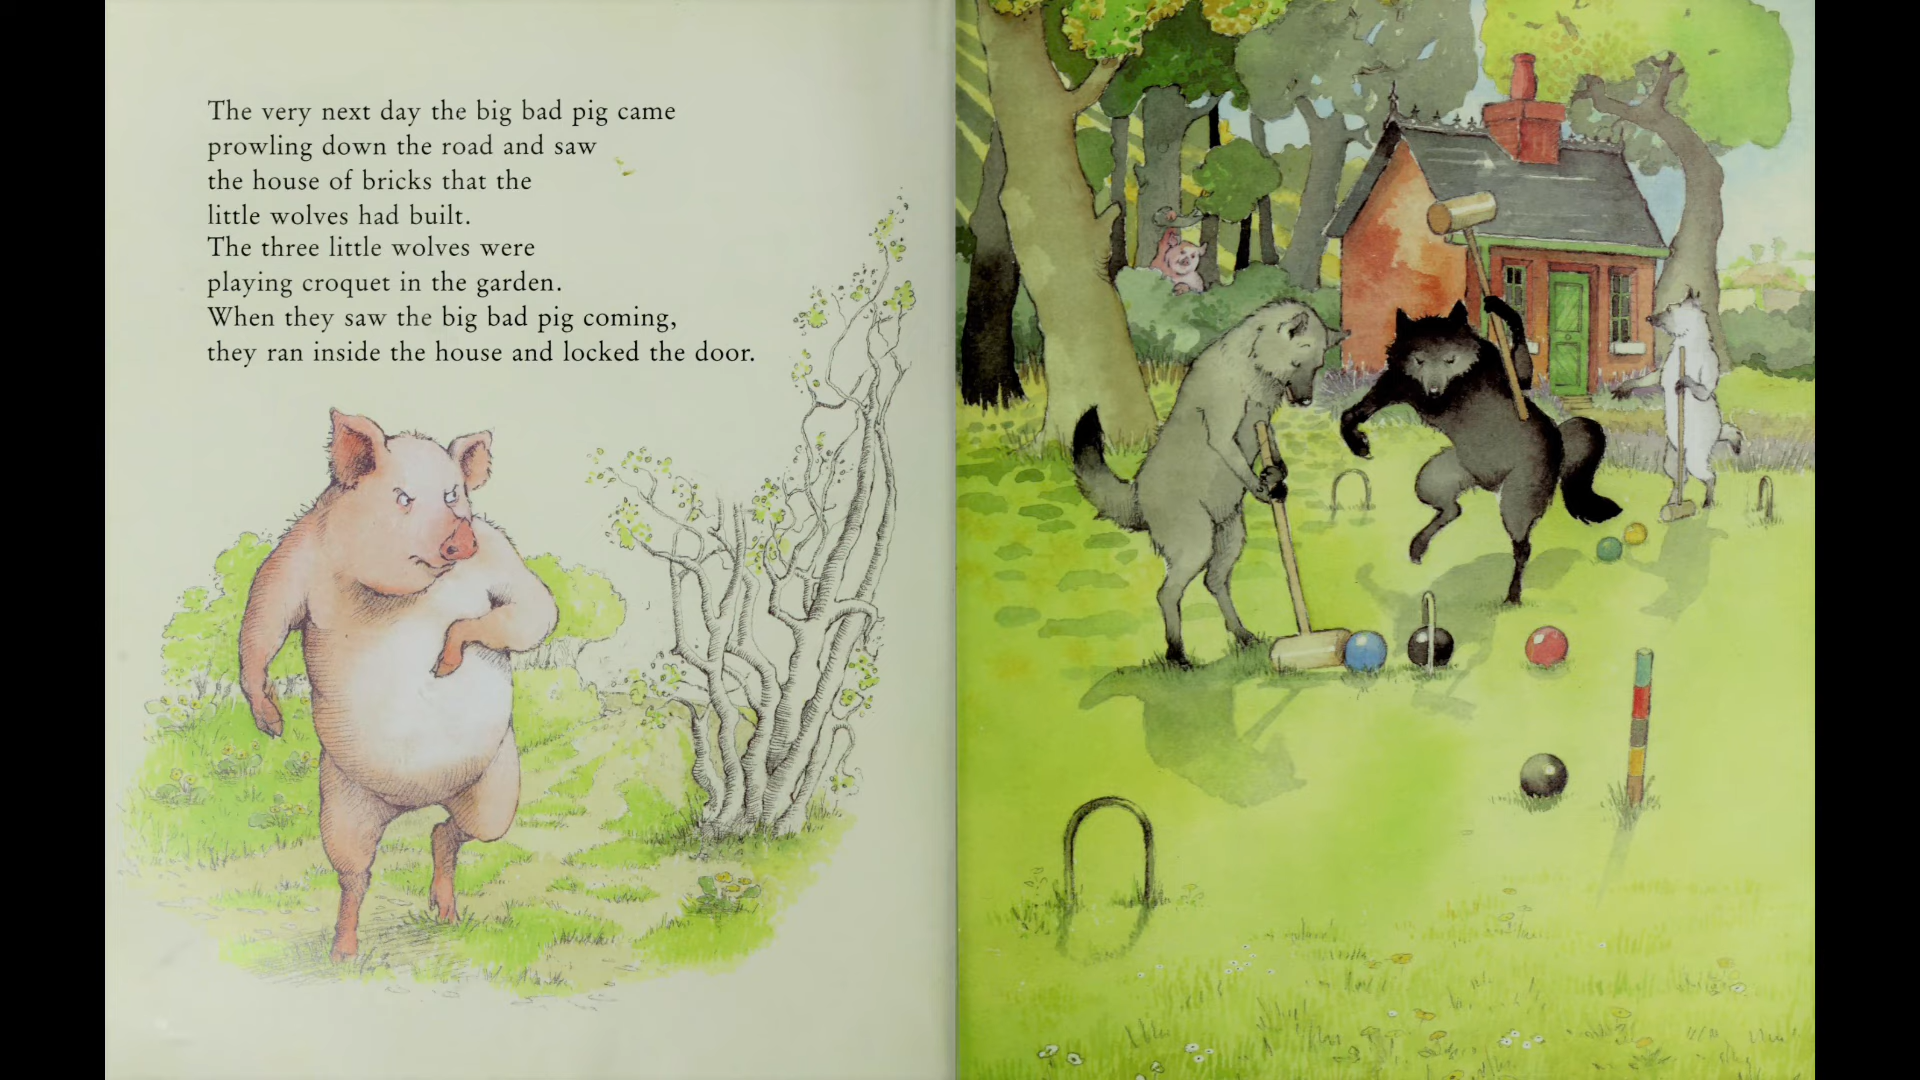 The very next day the big bad pig came
prowling down the road and saw
the house of bricks that the
little wolves had built.
The three little wolves were
playing croquet in the garden.
When they saw the big bad pig coming,
they ran inside the house and locked the door.